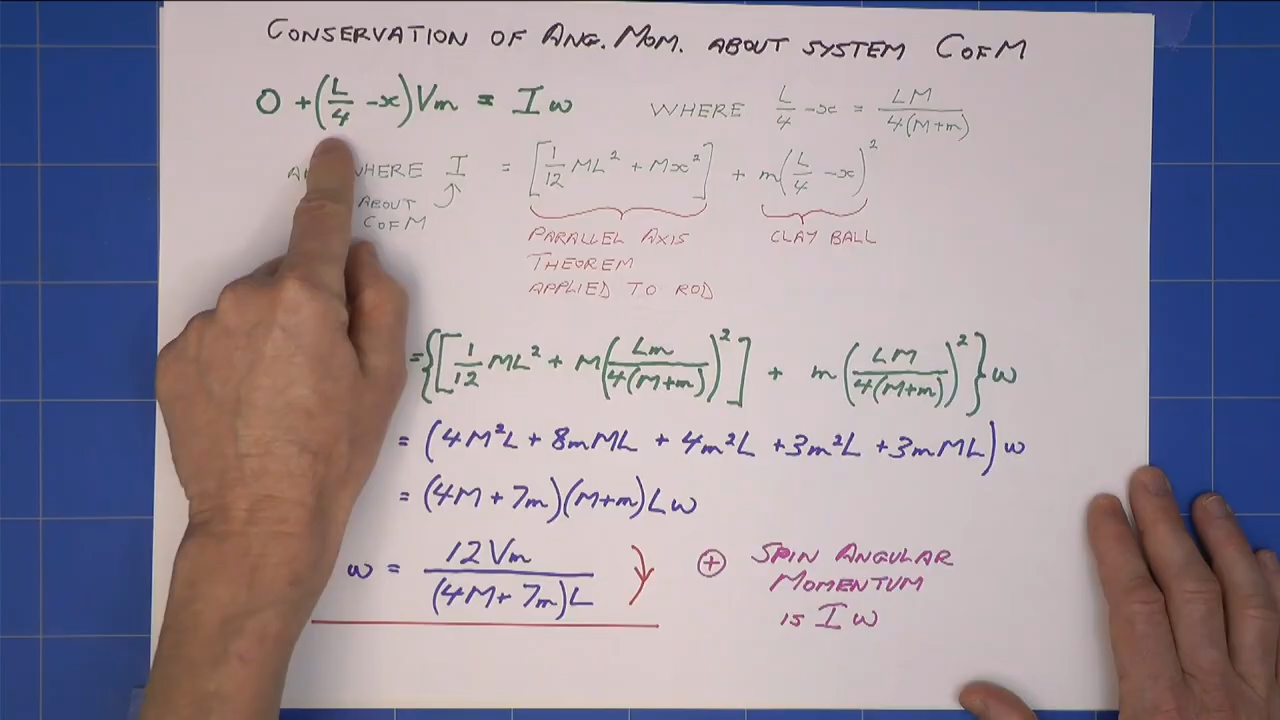 CONSERVATION OF ANG. MOM. ABOUT SYSTEM C OF M
0 + (L/4 - x)Vm = Iω
WHERE L/4 - x = LM/4(M+m)
WHERE I = [1/12 ML² + Mx²] + m(L/4 - x)²
ABOUT
C OF M
PARALLEL AXIS
THEOREM
APPLIED TO ROD
CLAY BALL
= {[1/12 ML² + M(Lm/4(M+m))²] + m(LM/4(M+m))²}ω
= (4M²L + 8mML + 4m²L + 3m²L + 3mML)ω
= (4M + 7m)(M+m)Lω
ω = 12Vm/(4M + 7m)L
⊕ SPIN ANGULAR
MOMENTUM
IS Iω